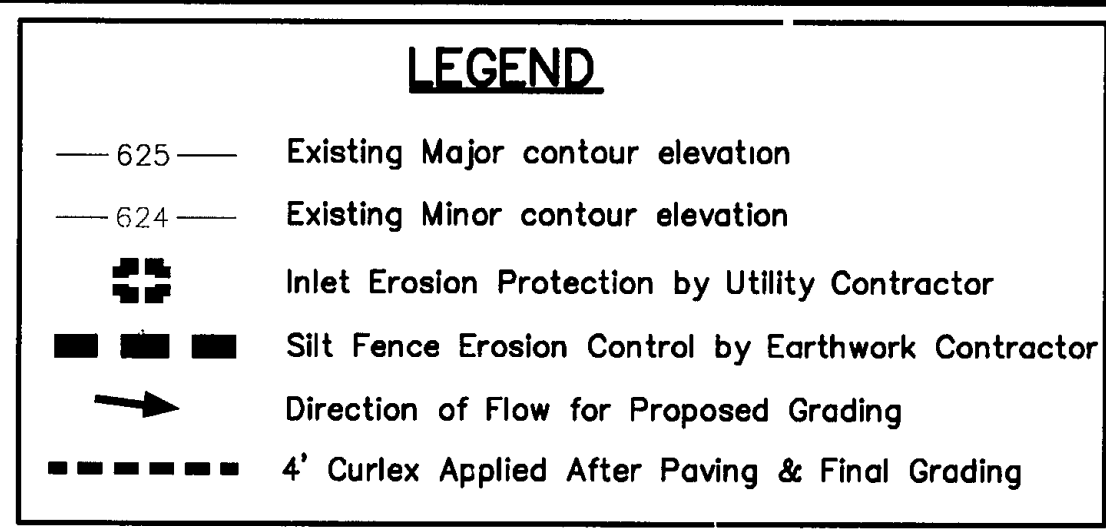 LEGEND
625 Existing Major contour elevation
624 Existing Minor contour elevation
Inlet Erosion Protection by Utility Contractor
Silt Fence Erosion Control by Earthwork Contractor
Direction of Flow for Proposed Grading
4' Curlex Applied After Paving & Final Grading